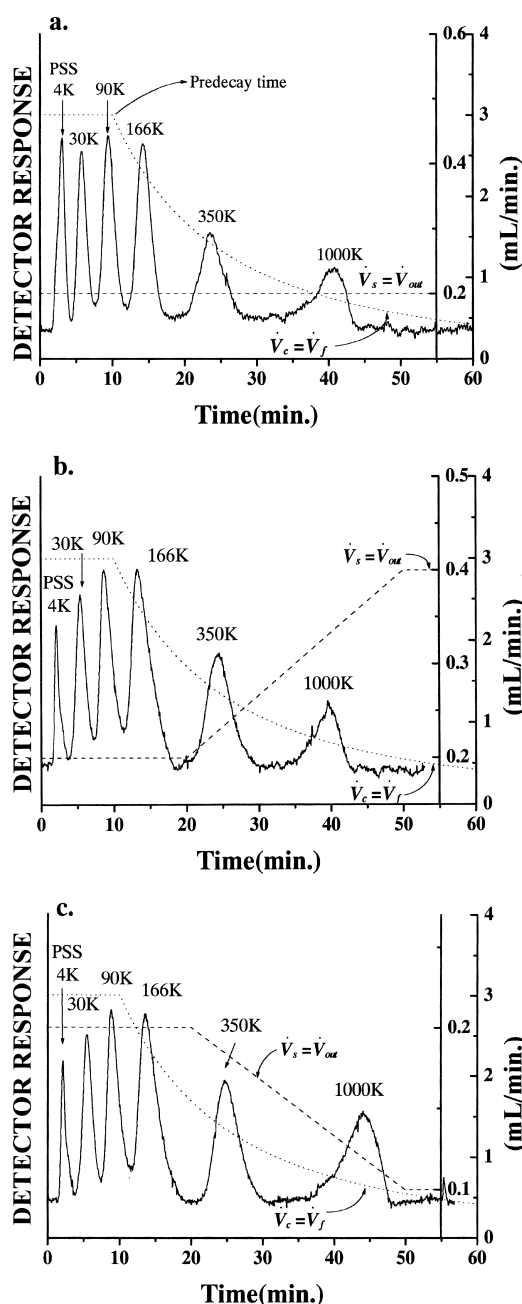 a.
DETECTOR RESPONSE
PSS
4K
30K
90K
166K
Predecay time
350K
1000K
V̇s = V̇out
V̇c = V̇f
0.6
0.4
0.2
3
2
1
0
(mL/min.)
0 10 20 30 40 50 60
Time(min.)
b.
DETECTOR RESPONSE
PSS
4K
30K
90K
166K
350K
1000K
V̇s = V̇out
V̇c = V̇f
0.5
0.4
0.3
0.2
4
3
2
1
0
(mL/min.)
0 10 20 30 40 50 60
Time(min.)
c.
DETECTOR RESPONSE
PSS
4K
30K
90K
166K
350K
1000K
V̇s = V̇out
V̇c = V̇f
0.2
0.1
4
3
2
1
0
(mL/min.)
0 10 20 30 40 50 60
Time(min.)